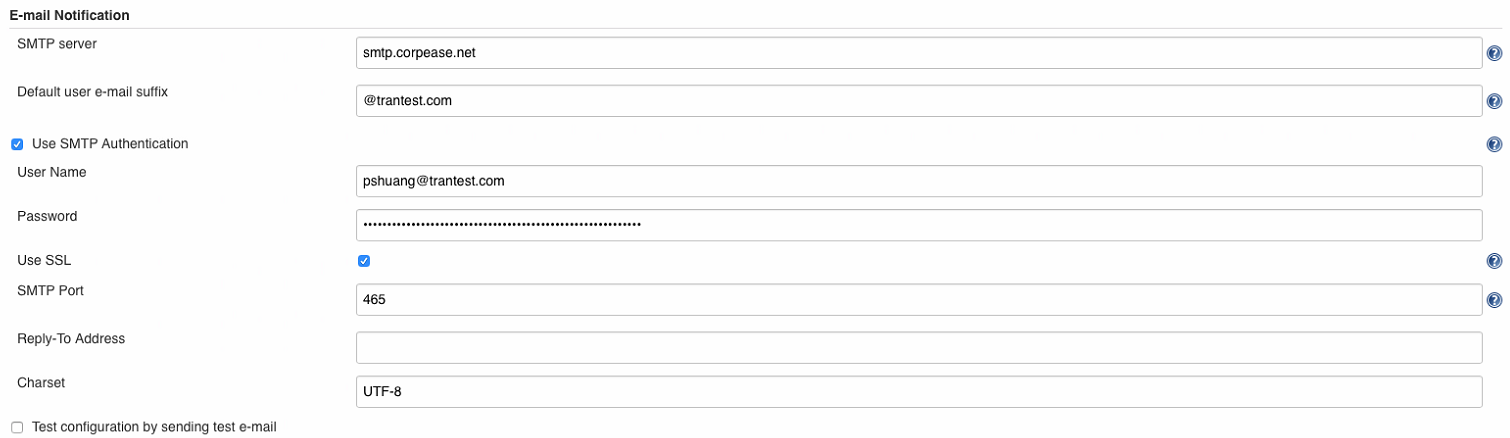 E-mail Notification
SMTP server
smtp.corpease.net
Default user e-mail suffix
@trantest.com
Use SMTP Authentication
User Name
pshuang@trantest.com
Password
Use SSL
SMTP Port
465
Reply-To Address
Charset
UTF-8
Test configuration by sending test e-mail